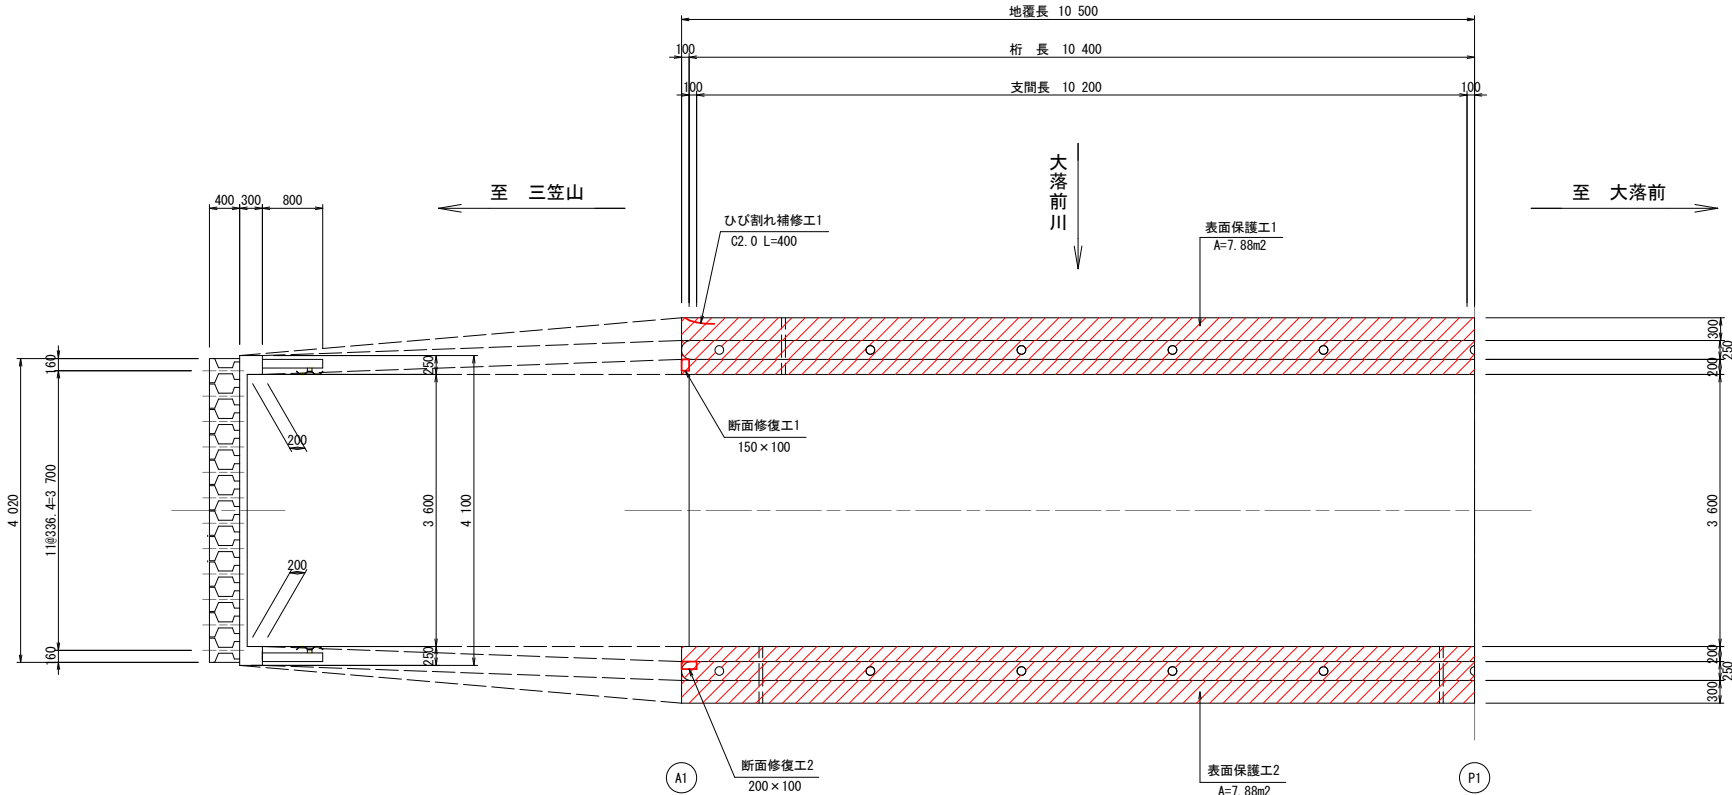 地覆長 10 500
100
桁 長 10 400
100
支間長 10 200
100
至 三笠山
大落前川
至 大落前
400
300
800
ひび割れ補修工1
C2.0 L=400
表面保護工1
A=7.88m2
160
250
300
250
200
断面修復工1
150×100
200
4 020
11@336.4=3 700
3 600
4 100
3 600
200
160
250
200
250
300
断面修復工2
200×100
表面保護工2
A=7.88m2
A1
P1